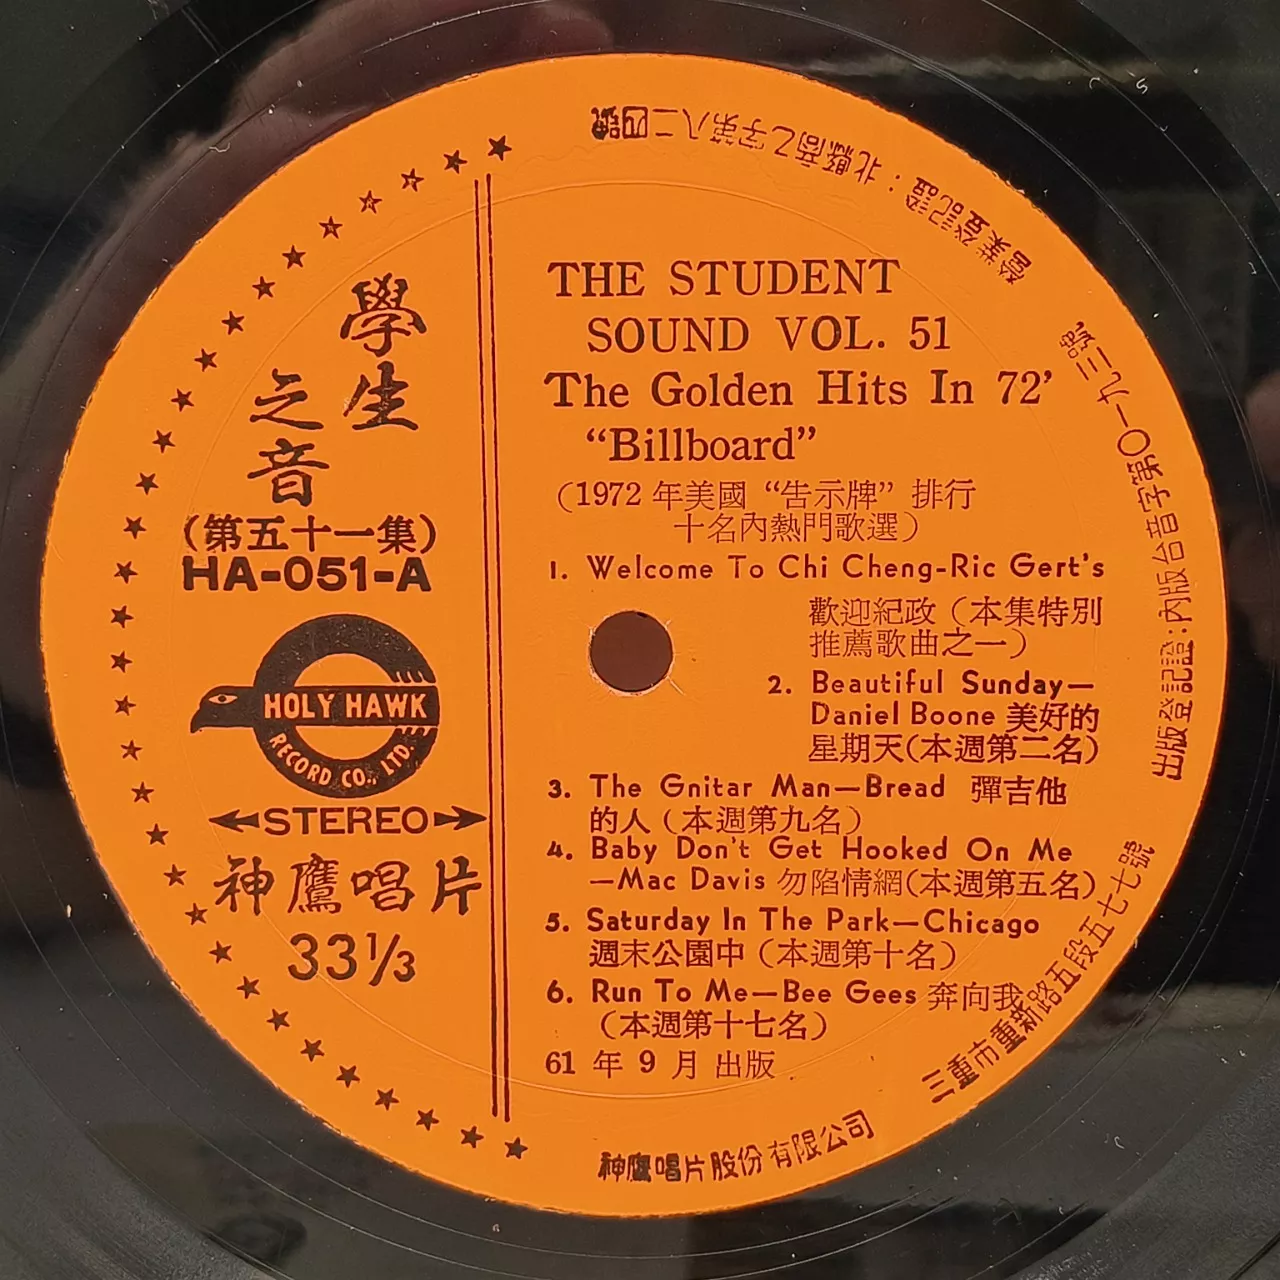 學生
之音
(第五十一集)
HA-051-A
HOLY HAWK
RECORD CO., LTD.
STEREO
神鷹唱片
33⅓
THE STUDENT
SOUND VOL. 51
The Golden Hits In 72’
“Billboard”
(1972 年美國 “告示牌” 排行
十名內熱門歌選)
1. Welcome To Chi Cheng-Ric Gert's
歡迎紀政 (本集特別
推薦歌曲之一)
2. Beautiful Sunday—
Daniel Boone 美好的
星期天(本週第二名)
3. The Gnitar Man—Bread 彈吉他
的人 (本週第九名)
4. Baby Don't Get Hooked On Me
—Mac Davis 勿陷情網(本週第五名)
5. Saturday In The Park—Chicago
週末公園中 (本週第十名)
6. Run To Me—Bee Gees 奔向我
(本週第十七名)
61 年 9 月 出版
神鷹唱片股份有限公司
三重市重新路五段五七七號
出版登記證:內版台音字第〇一九三號
營業登記證:北縣商乙字第八二四號